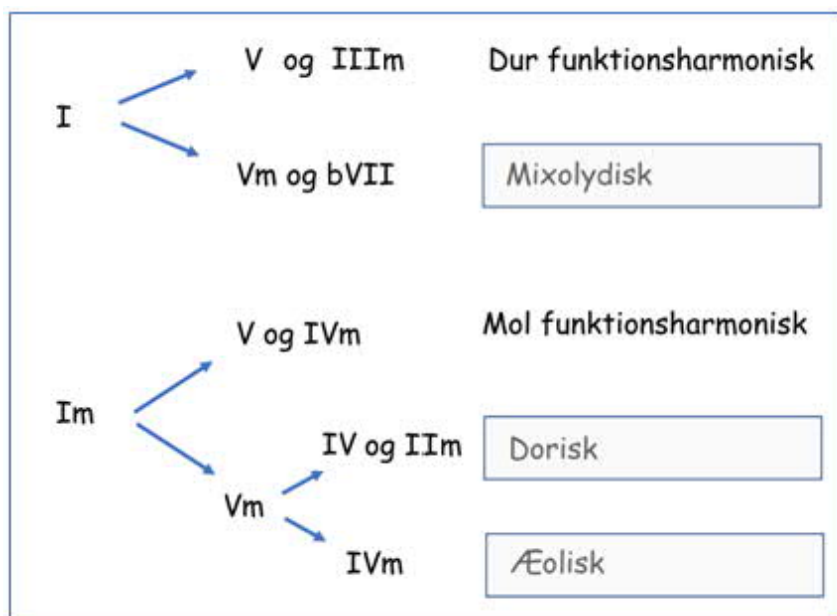 V og IIIm Dur funktionsharmonisk
I
Vm og bVII Mixolydisk
V og IVm Mol funktionsharmonisk
Im
IV og IIm Dorisk
Vm
IVm Æolisk